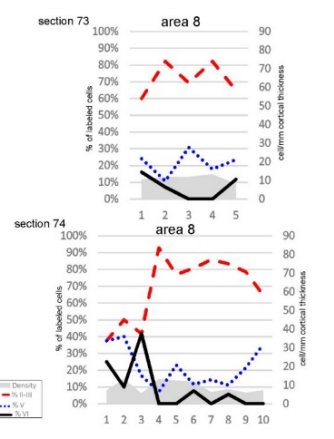 section 73
area 8
100% 90
90% 80
80% 70
70% 60
60% 50
50% 40
40% 30
30% 20
20% 10
10% 0
0%
% of labeled cells
cell/mm cortical thickness
1 2 3 4 5
section 74
area 8
100% 90
90% 80
80% 70
70% 60
60% 50
50% 40
40% 30
30% 20
20% 10
10% 0
0%
% of labeled cells
cell/mm cortical thickness
1 2 3 4 5 6 7 8 9 10
Density
% II-III
% V
% VI